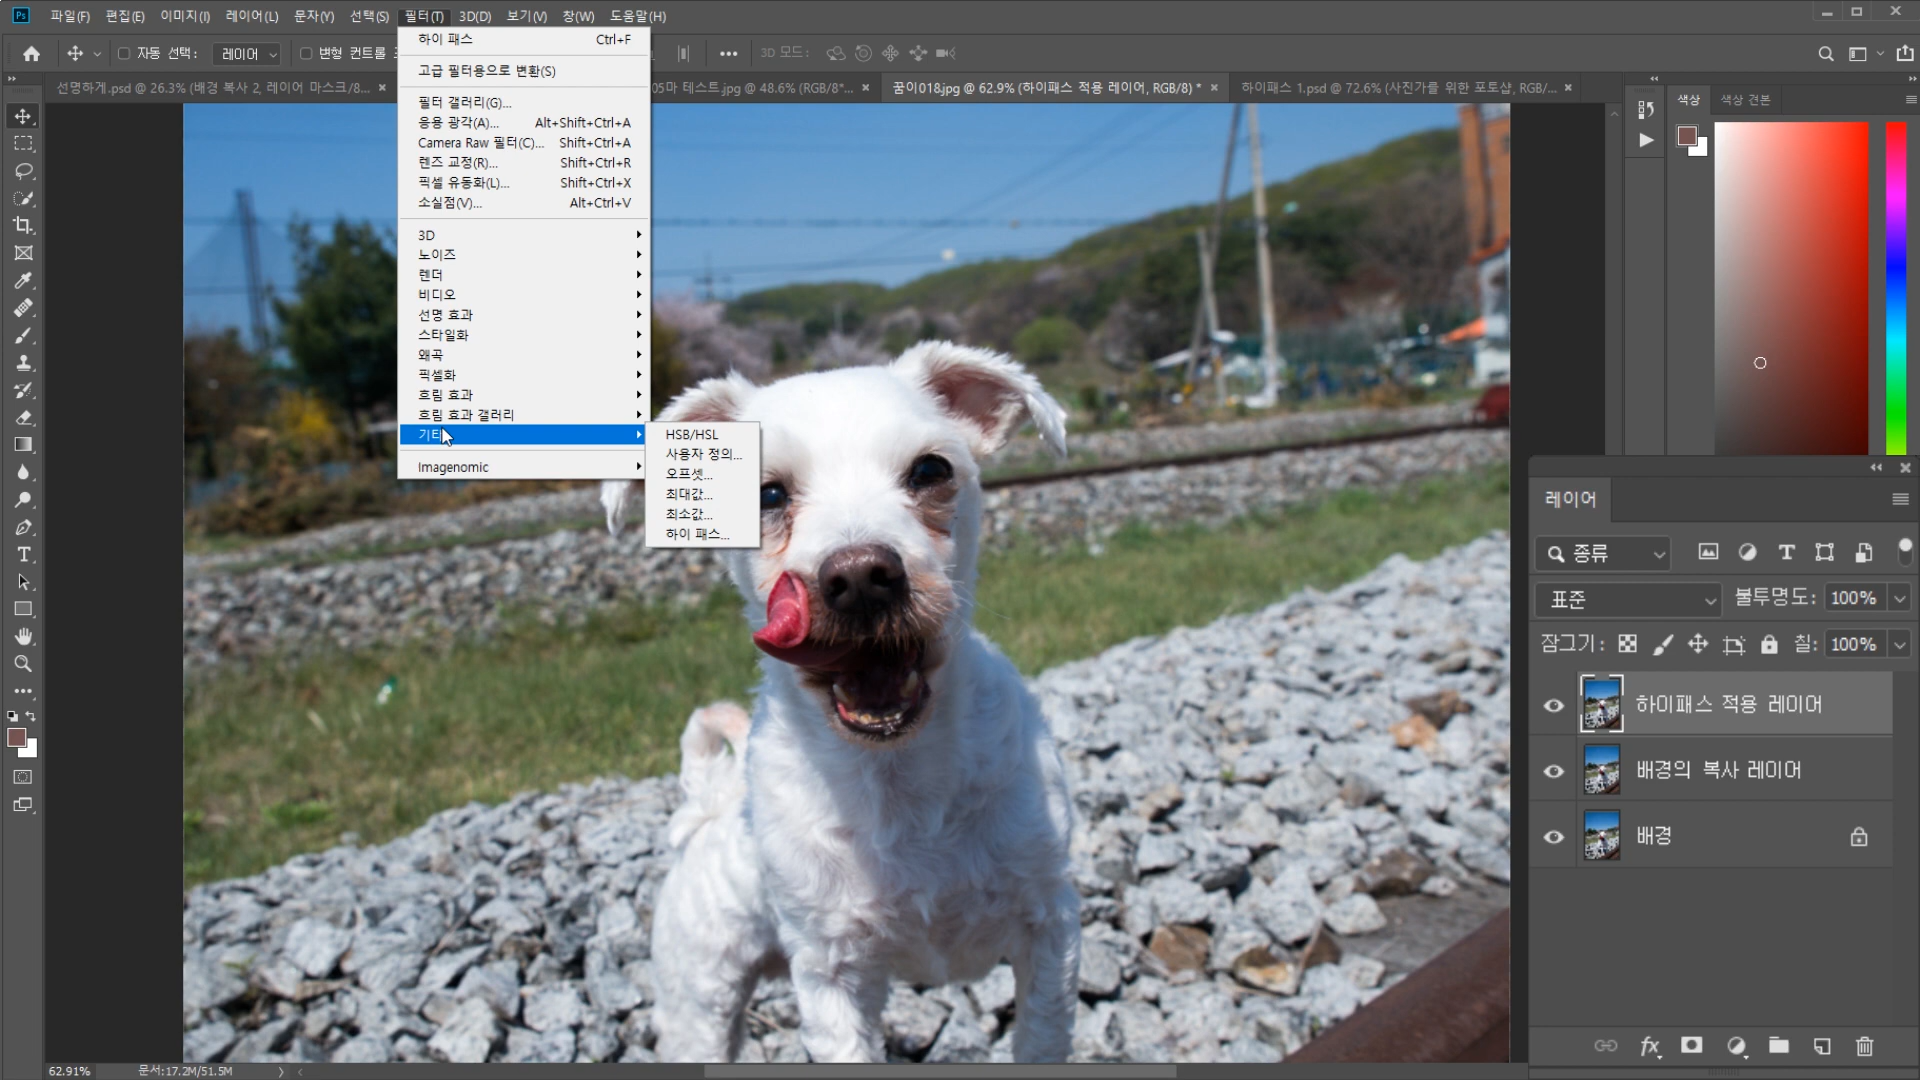 Ps 파일(F) 편집(E) 이미지(I) 레이어(L) 문자(Y) 선택(S) 필터(T) 3D(D) 보기(V) 창(W) 도움말(H)
자동 선택: 레이어 변형 컨트롤 3D 모드:
선명하게.psd @ 26.3% (배경 복사 2, 레이어 마스크/8... 05마 테스트.jpg @ 48.6% (RGB/8*... 꿈이018.jpg @ 62.9% (하이패스 적용 레이어, RGB/8) * 하이패스 1.psd @ 72.6% (사진가를 위한 포토샵, RGB/...
하이 패스 Ctrl+F
고급 필터용으로 변환(S)
필터 갤러리(G)...
응용 광각(A)... Alt+Shift+Ctrl+A
Camera Raw 필터(C)... Shift+Ctrl+A
렌즈 교정(R)... Shift+Ctrl+R
픽셀 유동화(L)... Shift+Ctrl+X
소실점(V)... Alt+Ctrl+V
3D
노이즈
렌더
비디오
선명 효과
스타일화
왜곡
픽셀화
흐림 효과
흐림 효과 갤러리
기타
Imagenomic
HSB/HSL
사용자 정의...
오프셋...
최대값...
최소값...
하이 패스...
색상 색상 견본
레이어
종류
표준 불투명도: 100%
잠그기: 칠: 100%
하이패스 적용 레이어
배경의 복사 레이어
배경
fx
62.91% 문서:17.2M/51.5M